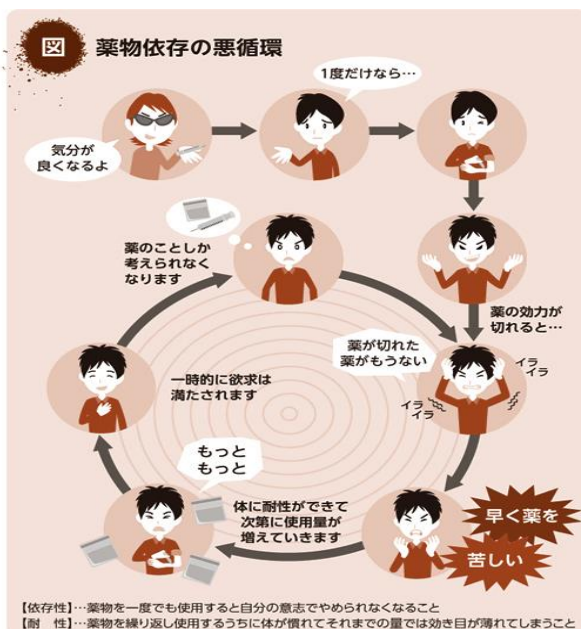 図 薬物依存の悪循環
1度だけなら…
気分が
良くなるよ
薬のことしか
考えられなく
なります
薬の効力が
切れると…
薬が切れた
薬がもうない
イラ
イラ
イラ
イラ
一時的に欲求は
満たされます
もっと
もっと
体に耐性ができて
次第に使用量が
増えていきます
早く薬を
苦しい
【依存性】…薬物を一度でも使用すると自分の意志でやめられなくなること
【耐　性】…薬物を繰り返し使用するうちに体が慣れてそれまでの量では効き目が薄れてしまうこと